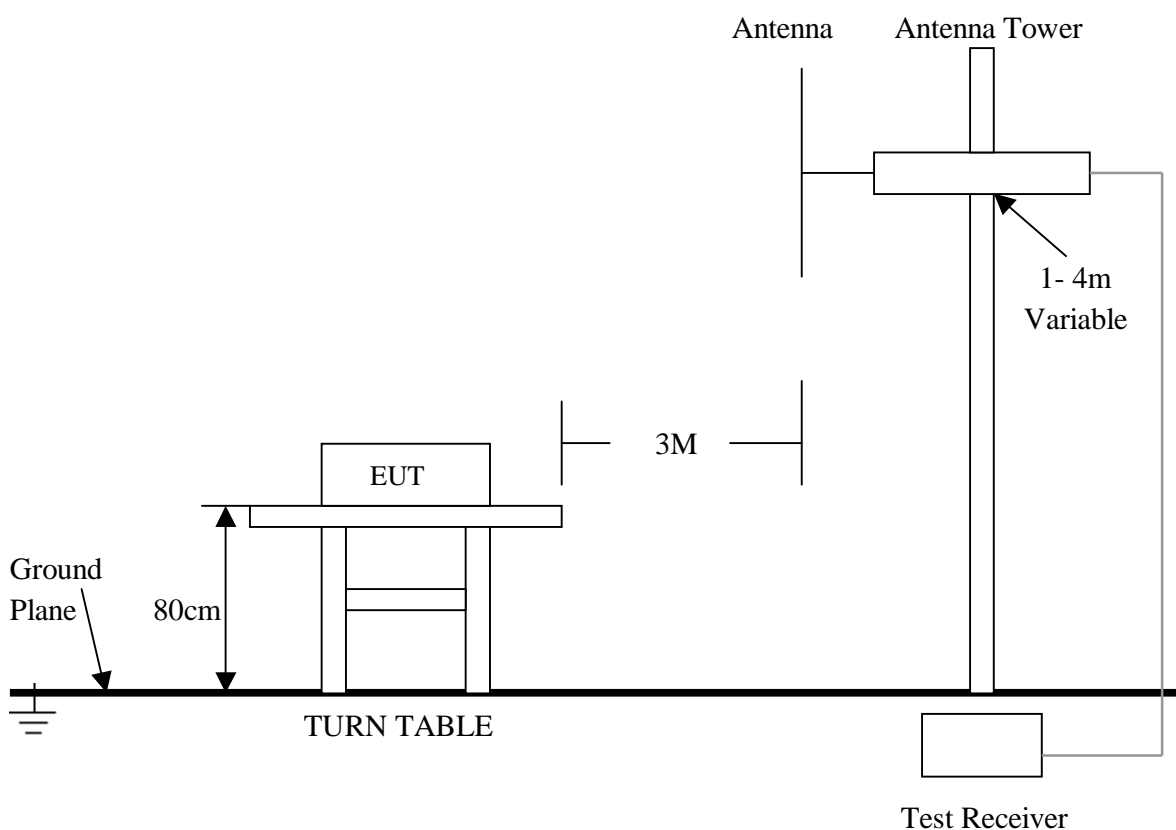 Antenna
Antenna Tower
1- 4m
Variable
3M
EUT
Ground
Plane
80cm
TURN TABLE
Test Receiver